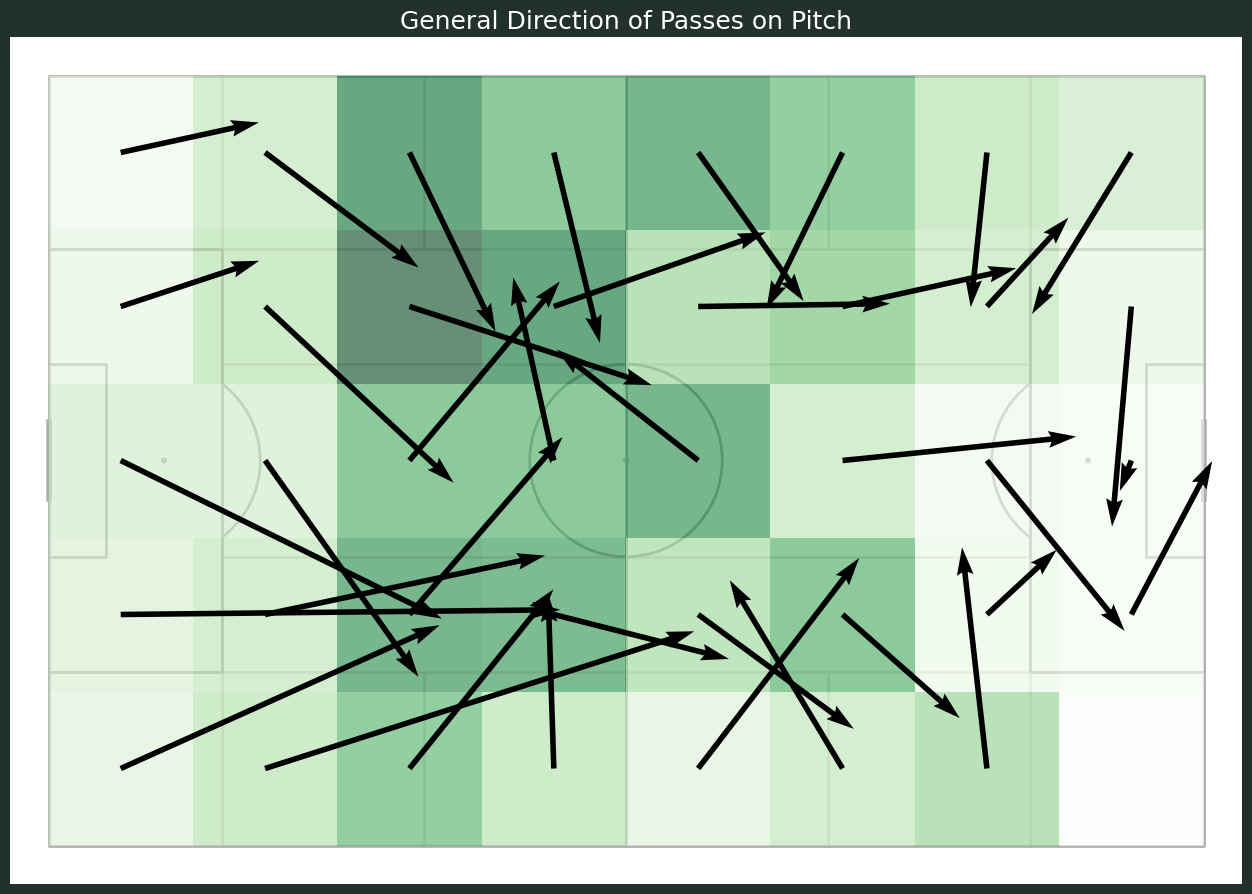 General Direction of Passes on Pitch